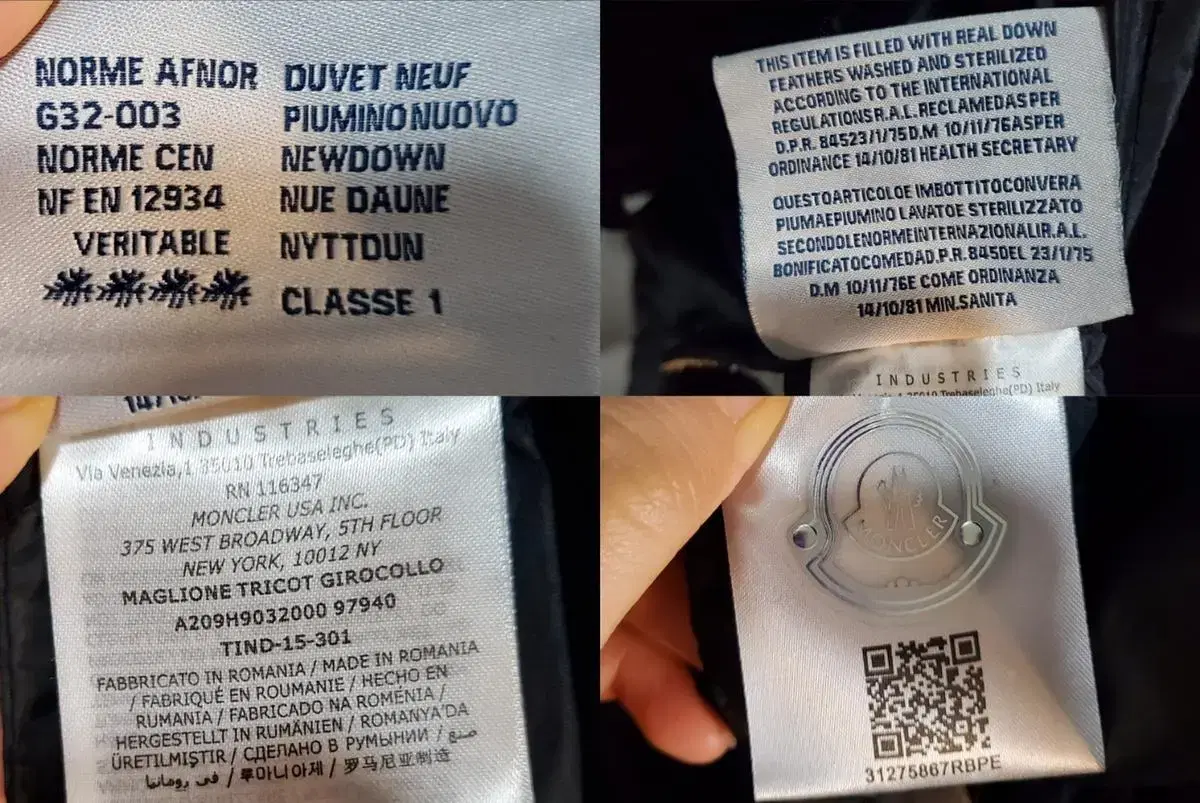 NORME AFNOR DUVET NEUF
G32-003 PIUMINONUOVO
NORME CEN NEWDOWN
NF EN 12934 NUE DAUNE
VERITABLE NYTTDUN
CLASSE 1
THIS ITEM IS FILLED WITH REAL DOWN
FEATHERS WASHED AND STERILIZED
ACCORDING TO THE INTERNATIONAL
REGULATIONSR.A.L.RECLAMEDASPER
D.P.R. 84523/1/75D.M 10/11/76ASPER
ORDINANCE 14/10/81HEALTH SECRETARY
QUESTOARTICOLOE IMBOTTITOCONVERA
PIUMAEPIUMINO LAVATOE STERILIZZATO
SECONDOLENORMEINTERNAZIONALIR.A.L.
BONIFICATOCOMEDAD.P.R.845DEL 23/1/75
D.M 10/11/76E COME ORDINANZA
14/10/81 MIN.SANITA
INDUSTRIES
35010 Trebaseleghe(PD) Italy
INDUSTRIES
Via Venezia,1 35010 Trebaseleghe(PD) Italy
RN 116347
MONCLER USA INC.
375 WEST BROADWAY, 5TH FLOOR
NEW YORK, 10012 NY
MAGLIONE TRICOT GIROCOLLO
A209H9032000 97940
TIND-15-301
FABBRICATO IN ROMANIA / MADE IN ROMANIA
/ FABRIQUÉ EN ROUMANIE / HECHO EN
RUMANIA / FABRICADO NA ROMÉNIA /
HERGESTELLT IN RUMÄNIEN / ROMANYA'DA
ÜRETILMIŞTIR / СДЕЛАНО В РУМЫНИИ / صنع
في رومانيا / 루마니아제 / 罗马尼亚制造
MONCLER
31275867RBPE